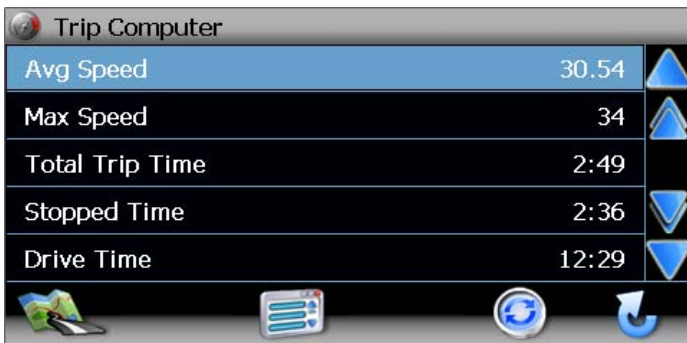 Trip Computer
Avg Speed 30.54
Max Speed 34
Total Trip Time 2:49
Stopped Time 2:36
Drive Time 12:29